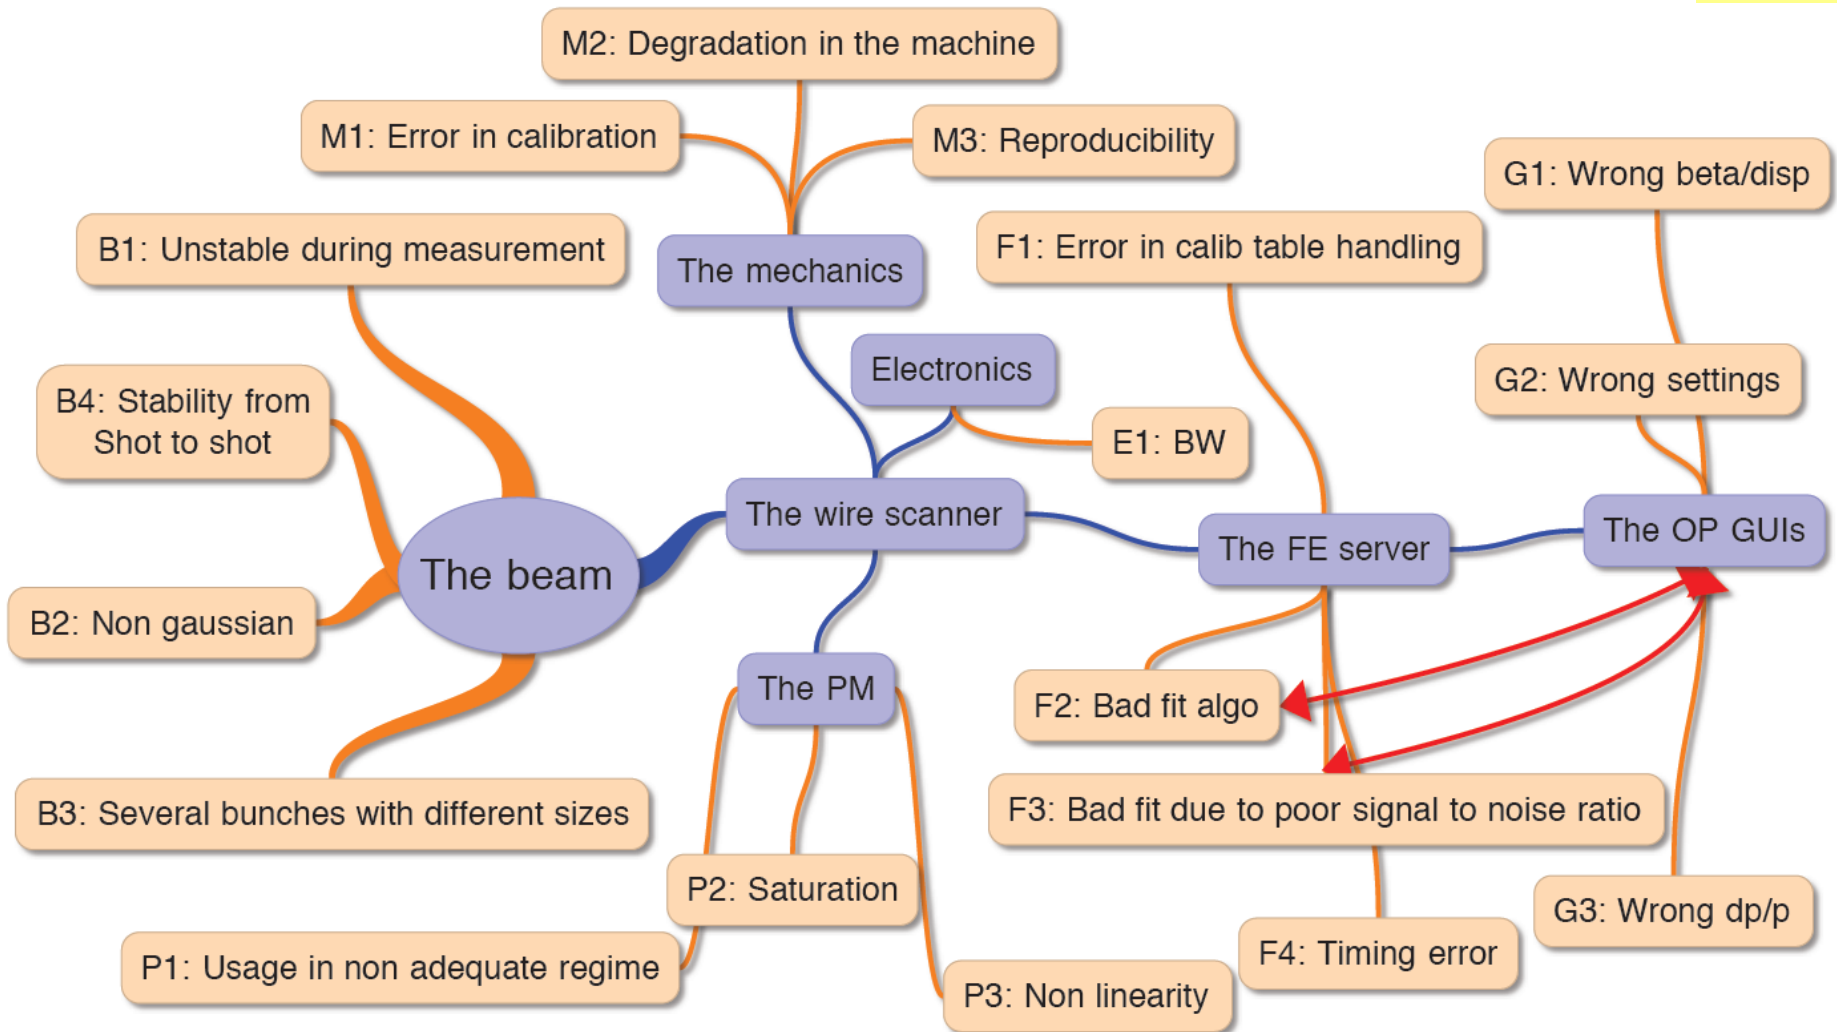 M2: Degradation in the machine
M1: Error in calibration
M3: Reproducibility
G1: Wrong beta/disp
B1: Unstable during measurement
The mechanics
F1: Error in calib table handling
Electronics
G2: Wrong settings
B4: Stability from
Shot to shot
E1: BW
The wire scanner
The FE server
The OP GUIs
The beam
B2: Non gaussian
The PM
F2: Bad fit algo
B3: Several bunches with different sizes
F3: Bad fit due to poor signal to noise ratio
P2: Saturation
G3: Wrong dp/p
P1: Usage in non adequate regime
F4: Timing error
P3: Non linearity